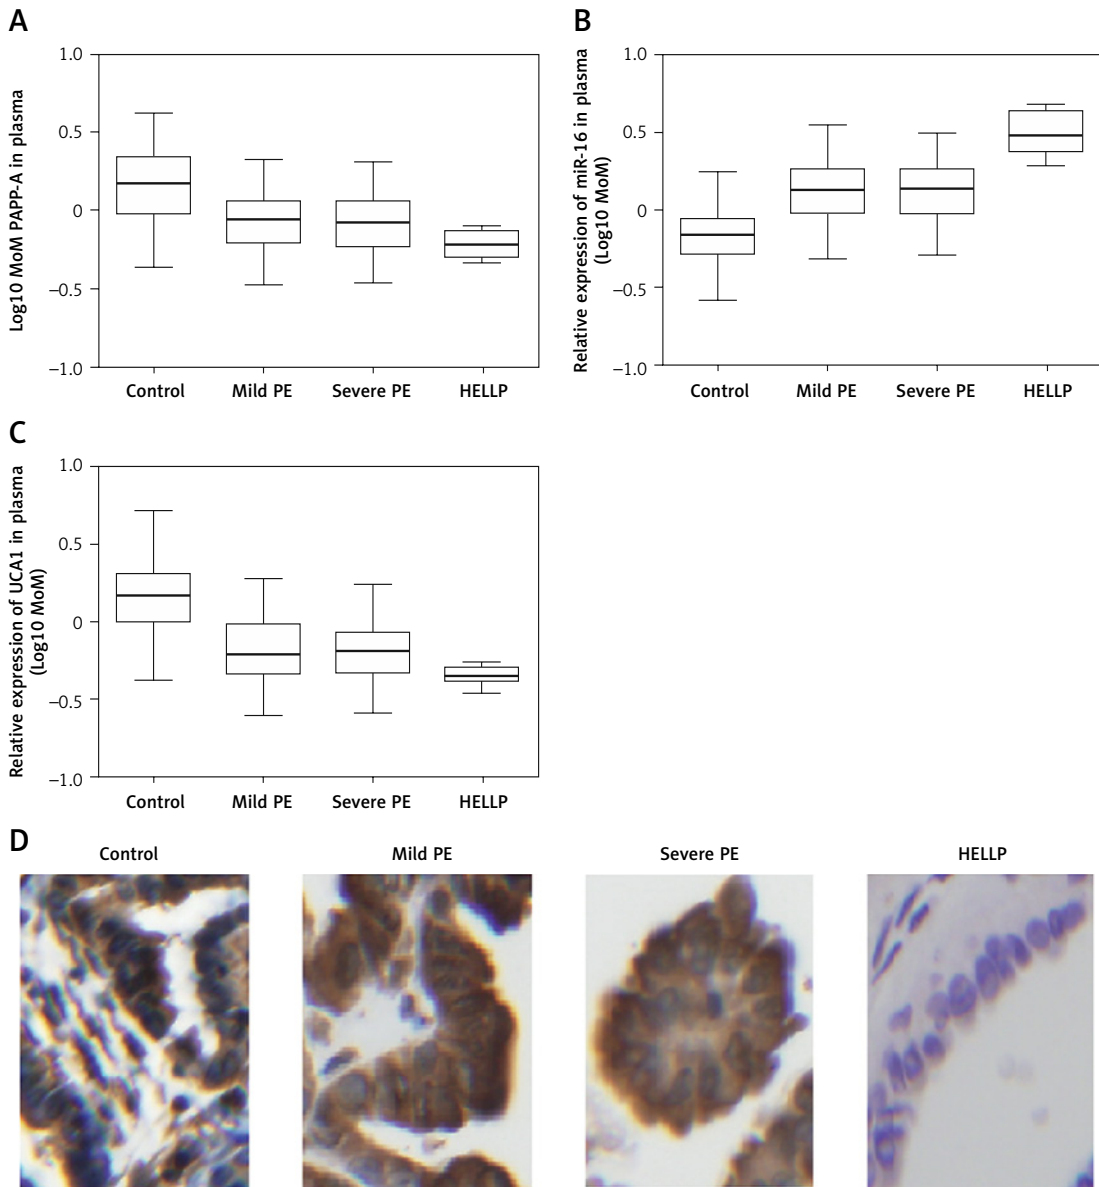 A
Log10 MoM PAPP-A in plasma
1.0
0.5
0
–0.5
–1.0
Control Mild PE Severe PE HELLP
B
Relative expression of miR-16 in plasma
(Log10 MoM)
1.0
0.5
0
–0.5
–1.0
Control Mild PE Severe PE HELLP
C
Relative expression of UCA1 in plasma
(Log10 MoM)
1.0
0.5
0
–0.5
–1.0
Control Mild PE Severe PE HELLP
D
Control Mild PE Severe PE HELLP